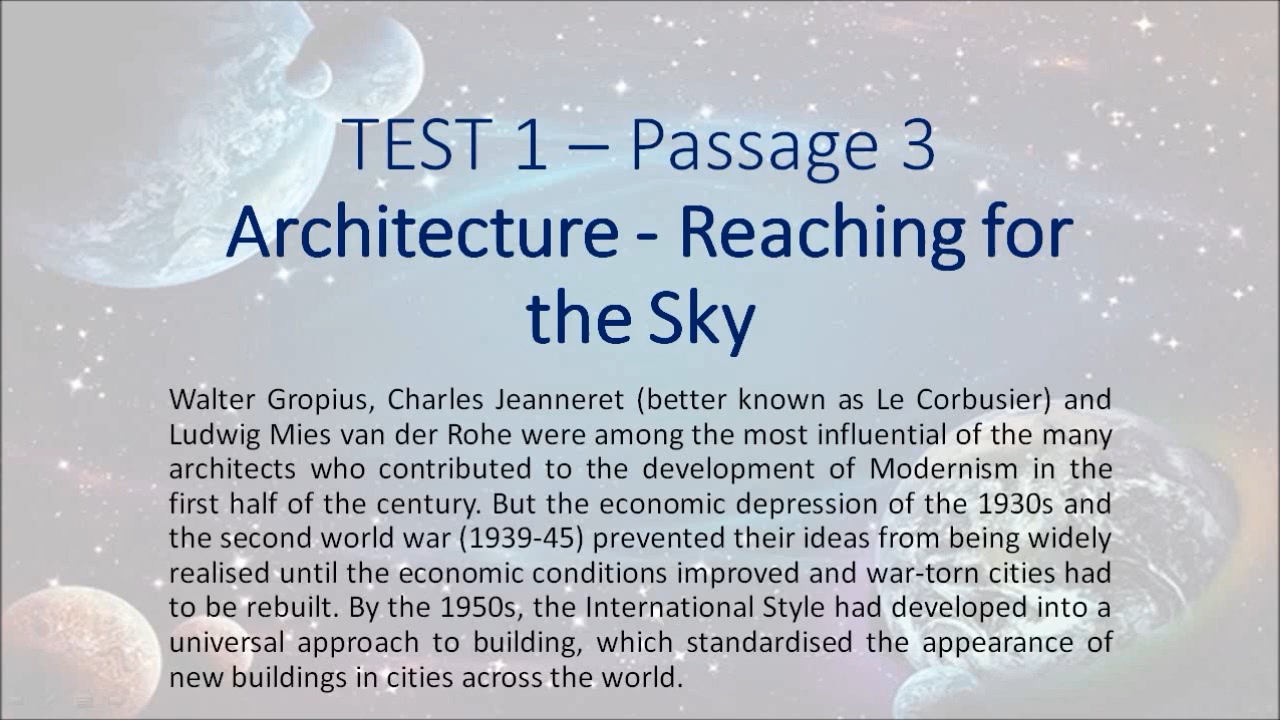 TEST 1 – Passage 3
Architecture - Reaching for
the Sky
Walter Gropius, Charles Jeanneret (better known as Le Corbusier) and
Ludwig Mies van der Rohe were among the most influential of the many
architects who contributed to the development of Modernism in the
first half of the century. But the economic depression of the 1930s and
the second world war (1939-45) prevented their ideas from being widely
realised until the economic conditions improved and war-torn cities had
to be rebuilt. By the 1950s, the International Style had developed into a
universal approach to building, which standardised the appearance of
new buildings in cities across the world.